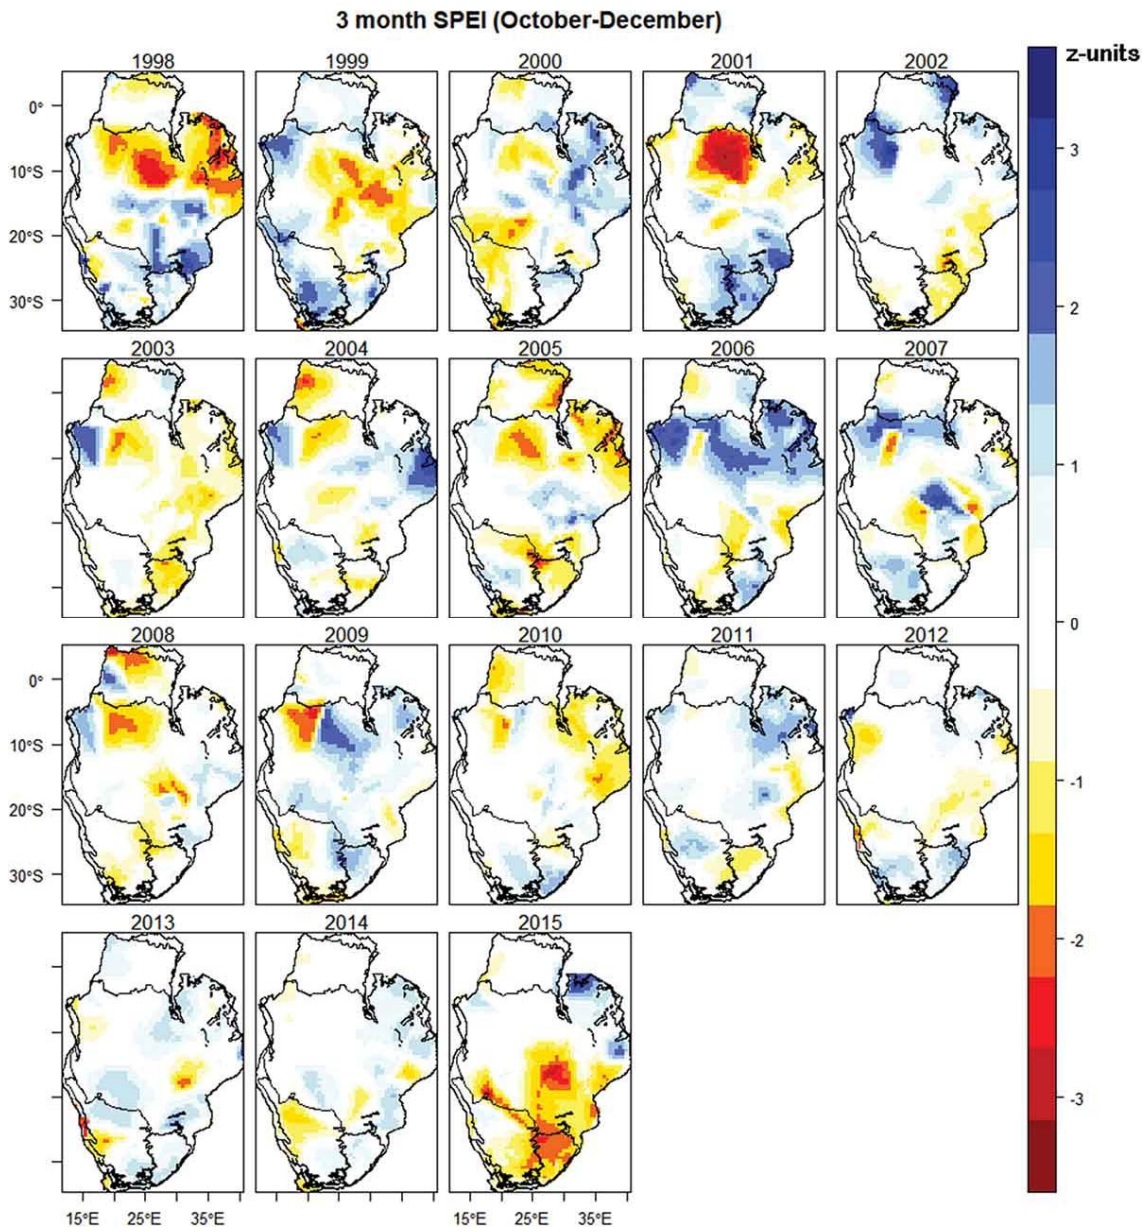 3 month SPEI (October-December)
z-units
1998 1999 2000 2001 2002
0°
10°S
20°S
30°S
2003 2004 2005 2006 2007
2008 2009 2010 2011 2012
0°
10°S
20°S
30°S
2013 2014 2015
15°E 25°E 35°E 15°E 25°E 35°E
3
2
1
0
-1
-2
-3